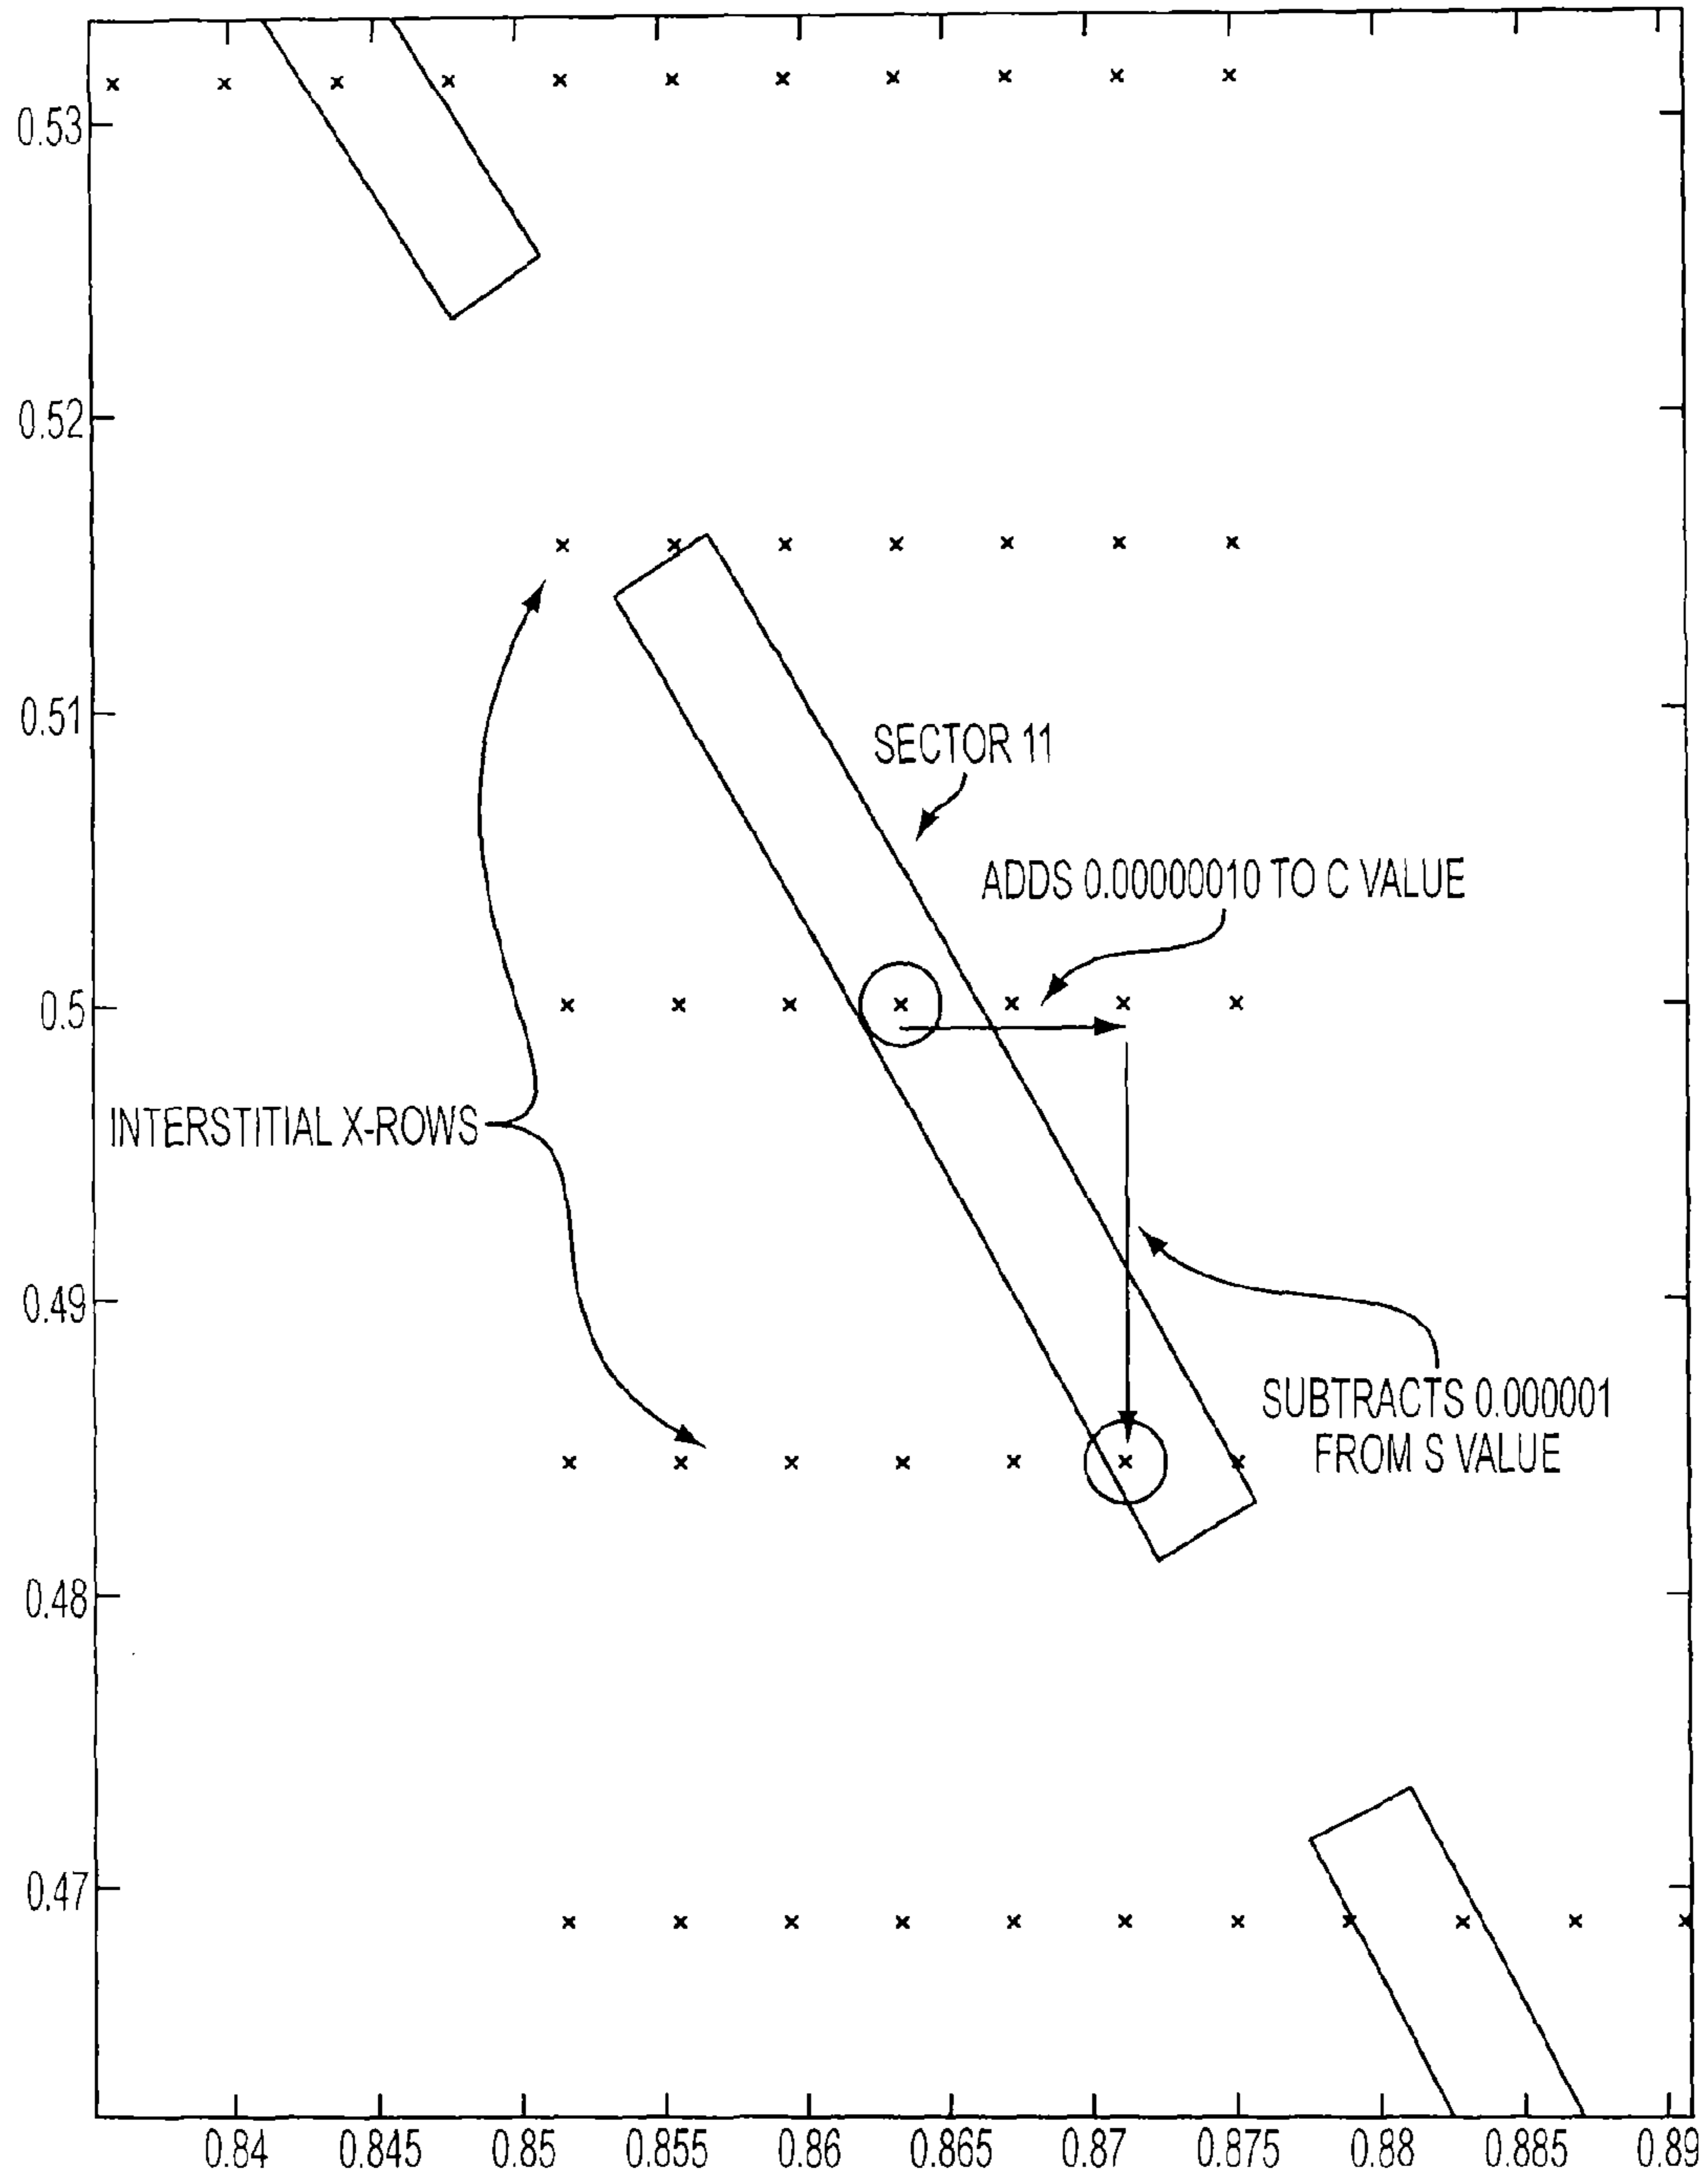 0.53
0.52
0.51
SECTOR 11
ADDS 0.00000010 TO C VALUE
0.5
INTERSTITIAL X-ROWS
0.49
SUBTRACTS 0.000001
FROM S VALUE
0.48
0.47
0.84 0.845 0.85 0.855 0.86 0.865 0.87 0.875 0.88 0.885 0.89